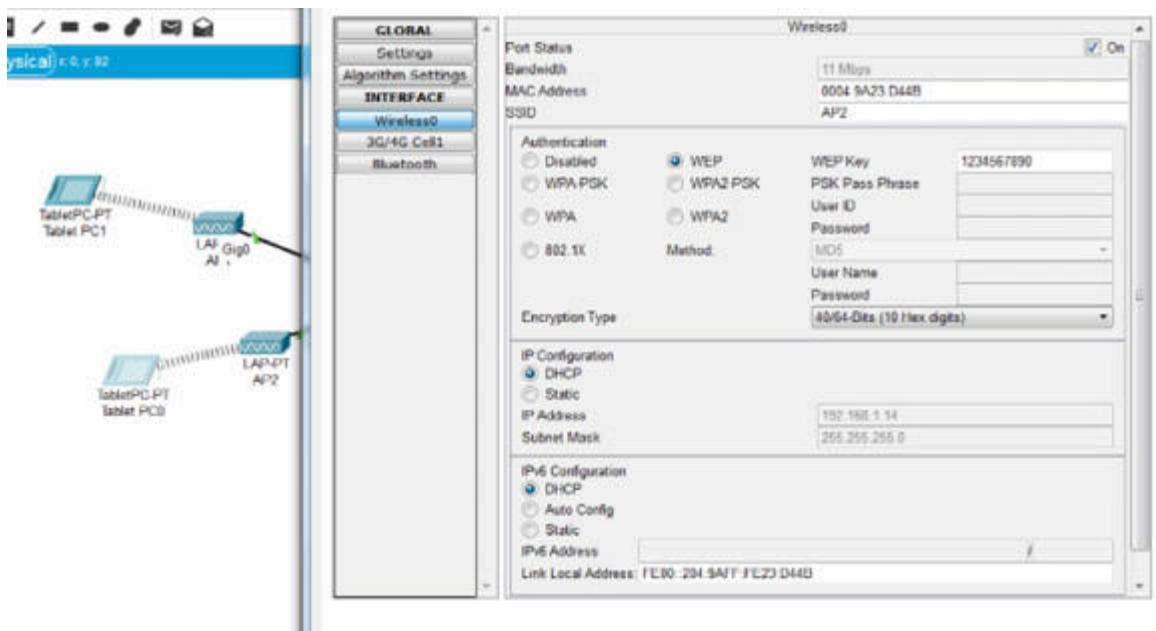 ysical x: 0, y: 82
TabletPC-PT
Tablet PC1
Gig0
LAP-PT
AP2
TabletPC-PT
Tablet PC0
GLOBAL
Settings
Algorithm Settings
INTERFACE
Wireless0
3G/4G Cell1
Bluetooth
Wireless0
Port Status On
Bandwidth 11 Mbps
MAC Address 0004.9A23.D44B
SSID AP2
Authentication
Disabled WEP WEP Key 1234567890
WPA-PSK WPA2-PSK PSK Pass Phrase
User ID
WPA WPA2
Password
802.1X Method: MD5
User Name
Password
Encryption Type 40/64-Bits (10 Hex digits)
IP Configuration
DHCP
Static
IP Address 192.168.1.14
Subnet Mask 255.255.255.0
IPv6 Configuration
DHCP
Auto Config
Static
IPv6 Address /
Link Local Address: FE80::204:9AFF:FE23:D44B